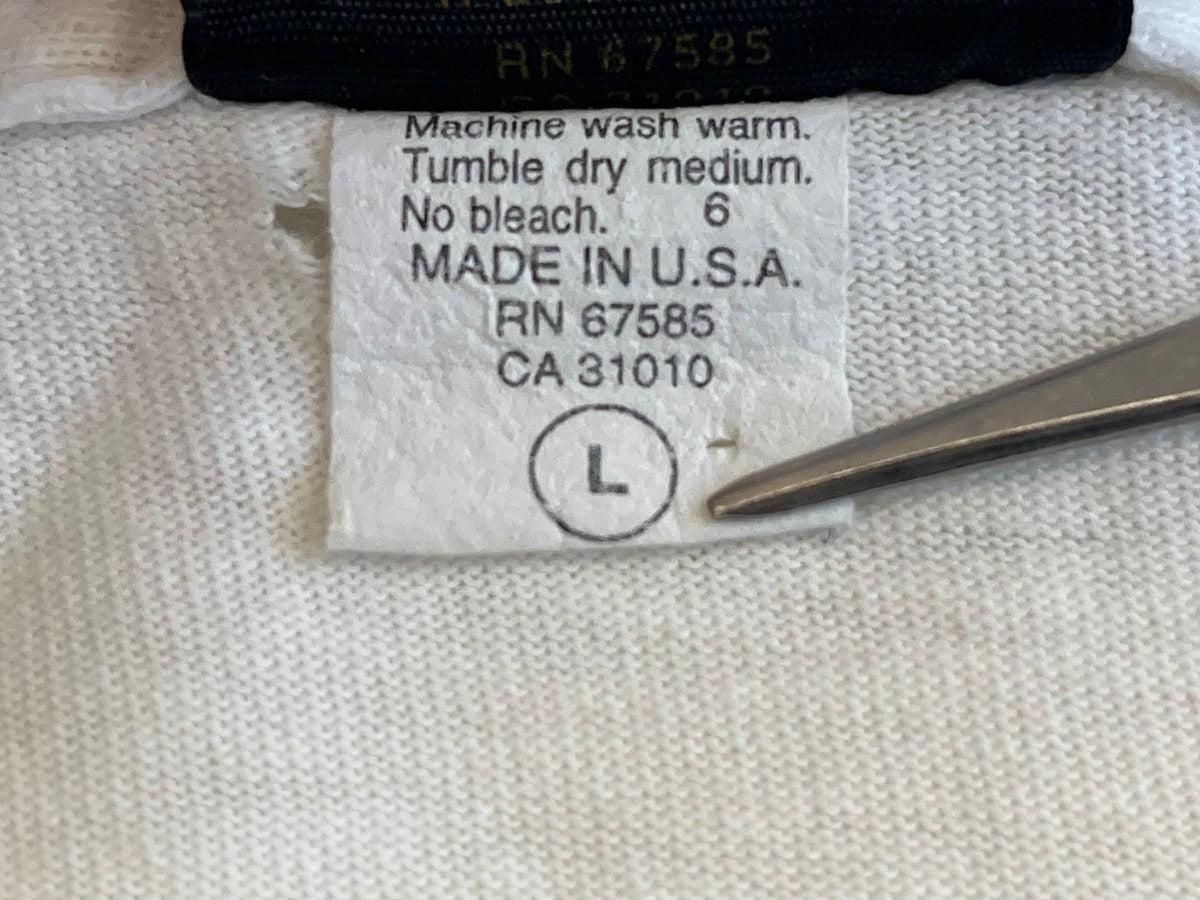 RN 67585
Machine wash warm.
Tumble dry medium.
No bleach. 6
MADE IN U.S.A.
RN 67585
CA 31010
L